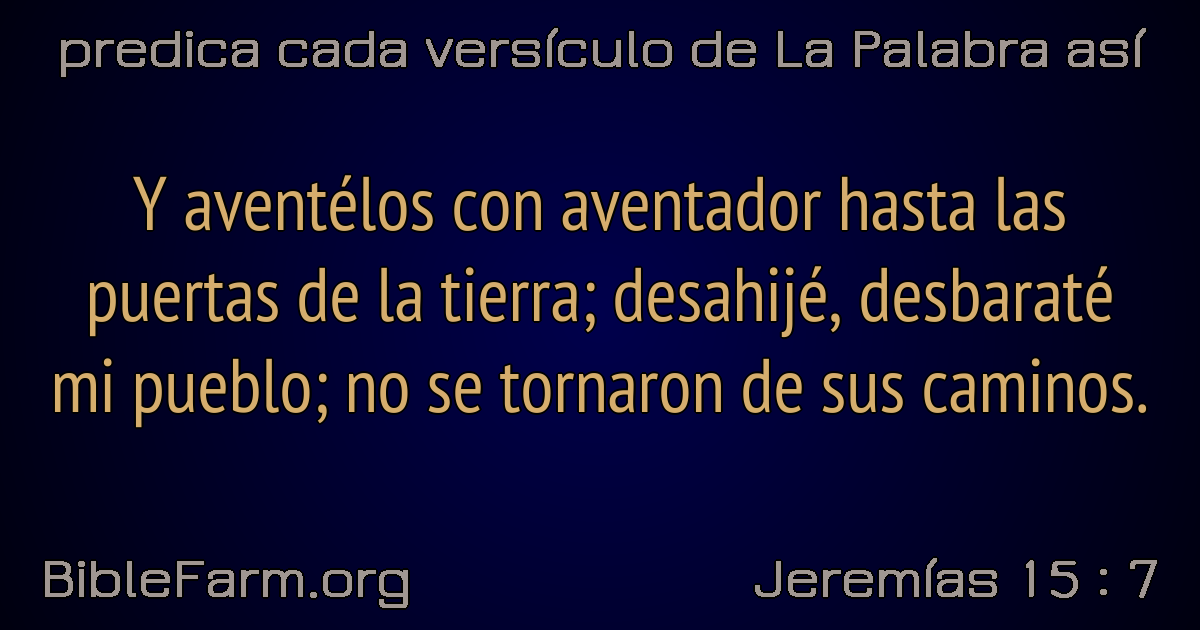 predica cada versículo de La Palabra así
Y aventélos con aventador hasta las
puertas de la tierra; desahijé, desbaraté
mi pueblo; no se tornaron de sus caminos.
BibleFarm.org
Jeremías 15 : 7